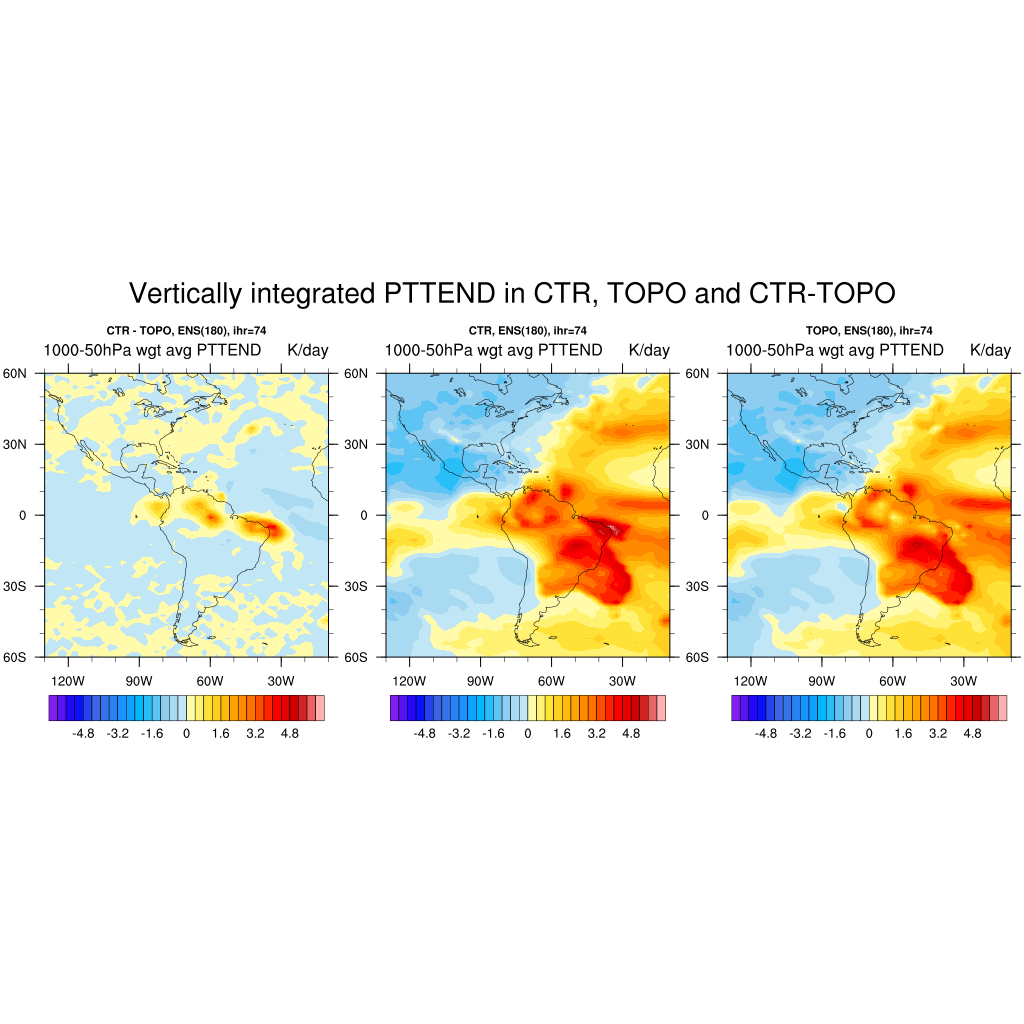 Vertically integrated PTTEND in CTR, TOPO and CTR-TOPO
CTR - TOPO, ENS(180), ihr=74
1000-50hPa wgt avg PTTEND K/day
60N
30N
0
30S
60S
120W 90W 60W 30W
-4.8 -3.2 -1.6 0 1.6 3.2 4.8
CTR, ENS(180), ihr=74
1000-50hPa wgt avg PTTEND K/day
60N
30N
0
30S
60S
120W 90W 60W 30W
-4.8 -3.2 -1.6 0 1.6 3.2 4.8
TOPO, ENS(180), ihr=74
1000-50hPa wgt avg PTTEND K/day
60N
30N
0
30S
60S
120W 90W 60W 30W
-4.8 -3.2 -1.6 0 1.6 3.2 4.8